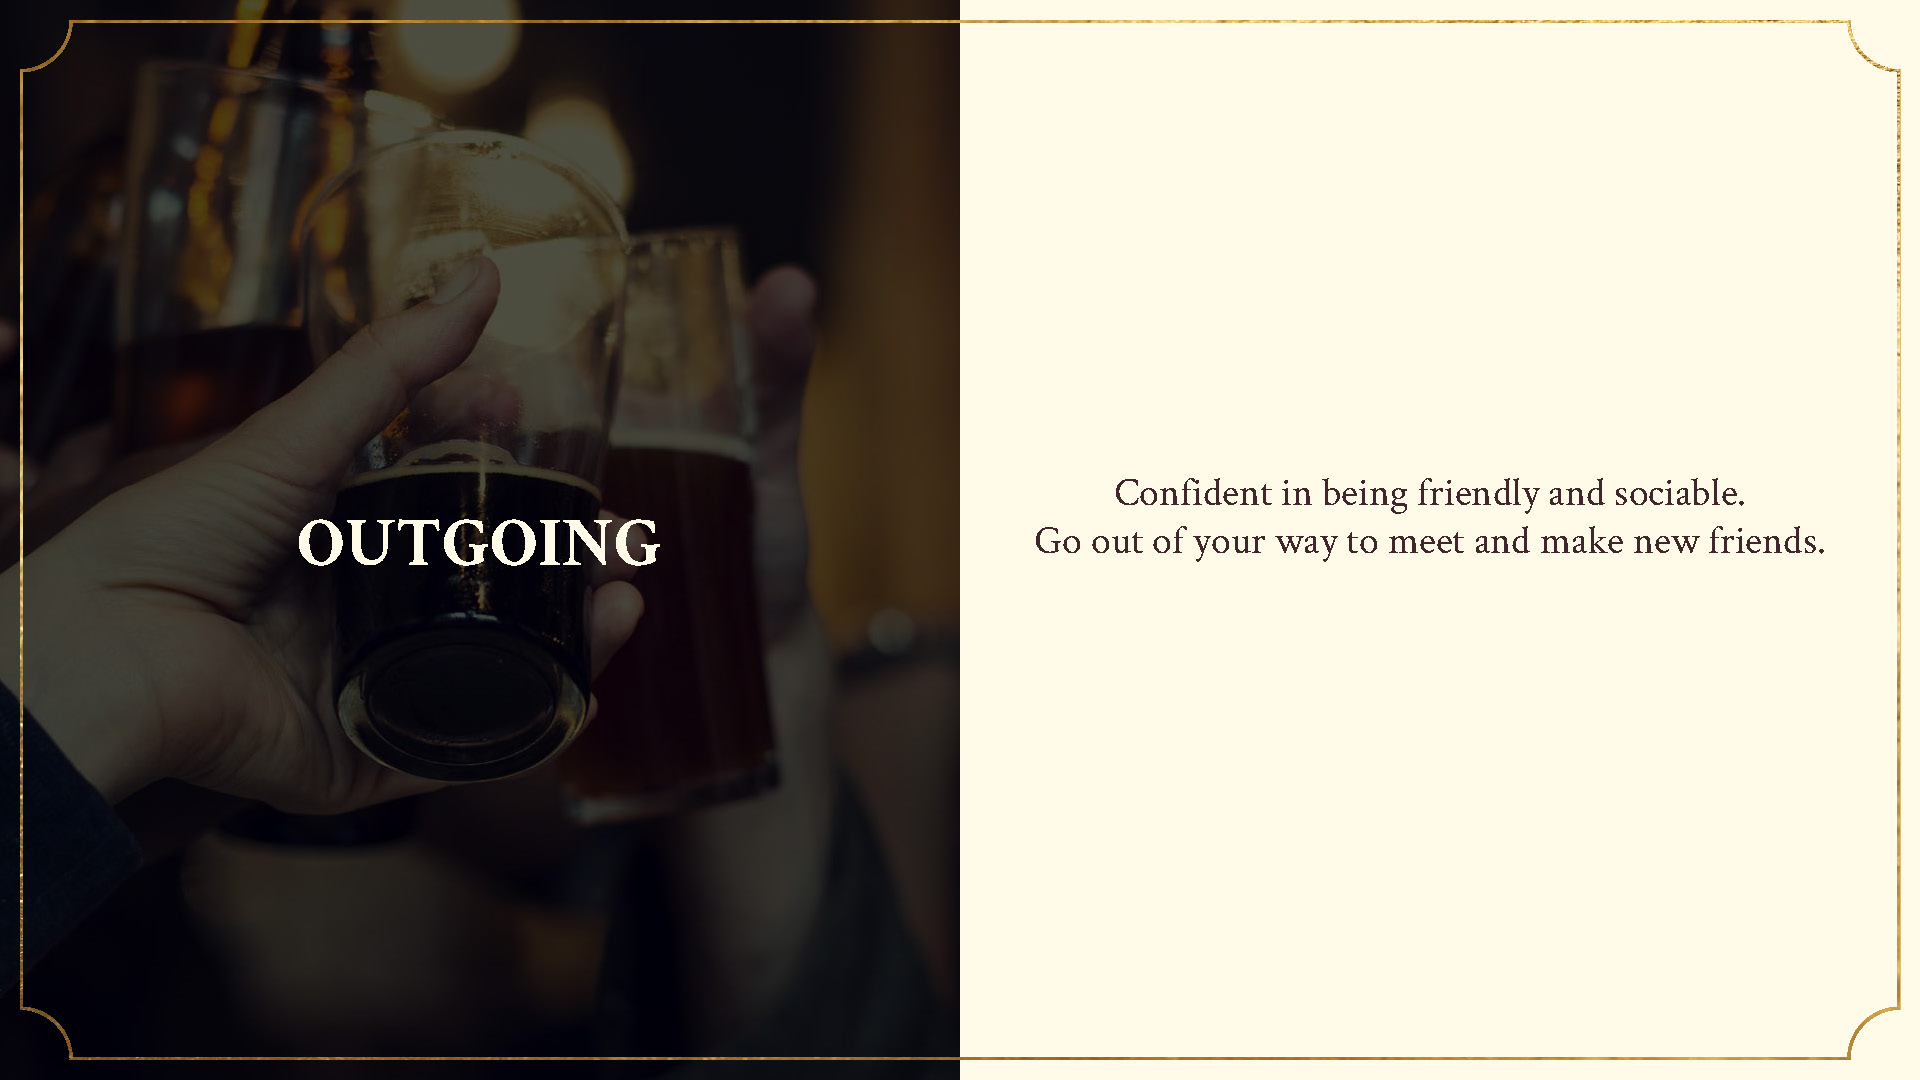 OUTGOING
Confident in being friendly and sociable.
Go out of your way to meet and make new friends.